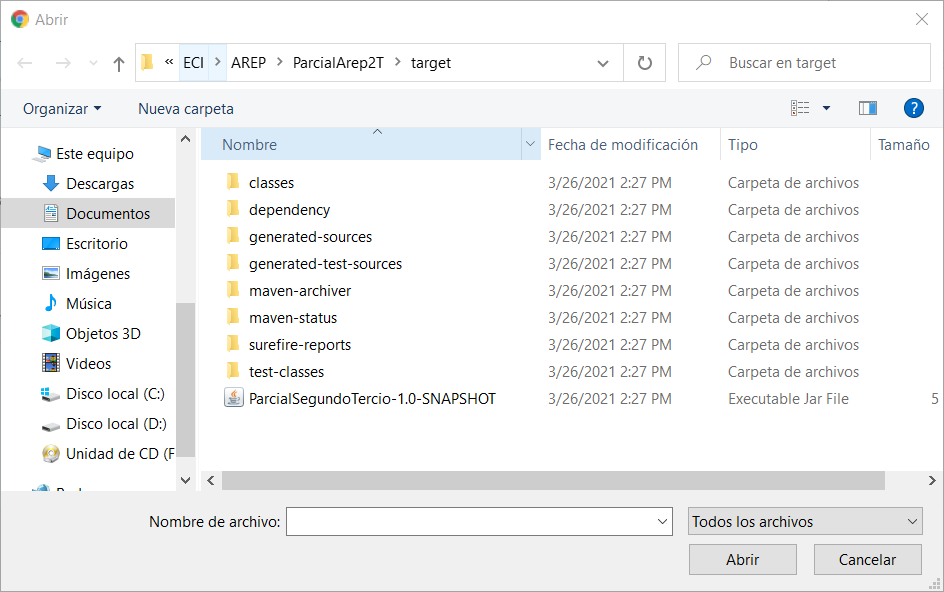 Abrir
« ECI > AREP > ParcialArep2T > target
Buscar en target
Organizar
Nueva carpeta
?
Este equipo
Descargas
Documentos
Escritorio
Imágenes
Música
Objetos 3D
Vídeos
Disco local (C:)
Disco local (D:)
Unidad de CD (F
Nombre Fecha de modificación Tipo Tamaño
classes 3/26/2021 2:27 PM Carpeta de archivos
dependency 3/26/2021 2:27 PM Carpeta de archivos
generated-sources 3/26/2021 2:27 PM Carpeta de archivos
generated-test-sources 3/26/2021 2:27 PM Carpeta de archivos
maven-archiver 3/26/2021 2:27 PM Carpeta de archivos
maven-status 3/26/2021 2:27 PM Carpeta de archivos
surefire-reports 3/26/2021 2:27 PM Carpeta de archivos
test-classes 3/26/2021 2:27 PM Carpeta de archivos
ParcialSegundoTercio-1.0-SNAPSHOT 3/26/2021 2:27 PM Executable Jar File 5
Nombre de archivo:
Todos los archivos
Abrir
Cancelar